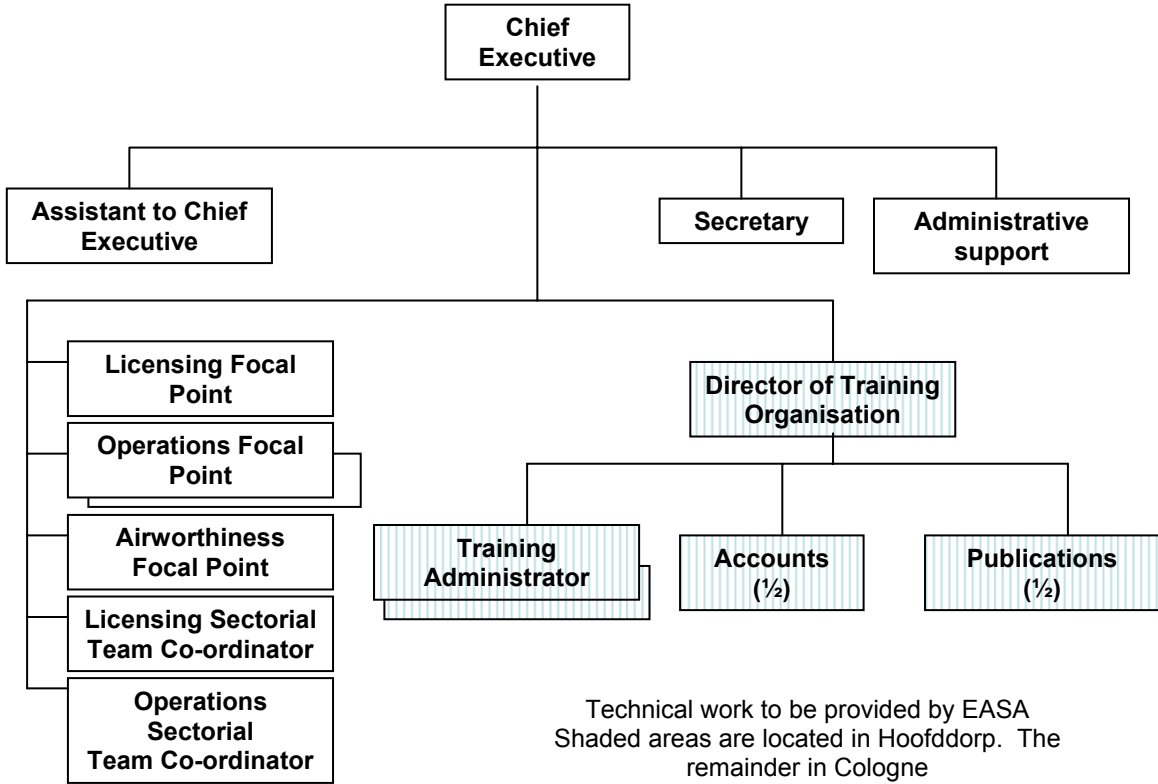 Chief
Executive
Assistant to Chief
Executive
Secretary
Administrative
support
Licensing Focal
Point
Operations Focal
Point
Airworthiness
Focal Point
Licensing Sectorial
Team Co-ordinator
Operations
Sectorial
Team Co-ordinator
Director of Training
Organisation
Training
Administrator
Accounts
(½)
Publications
(½)
Technical work to be provided by EASA
Shaded areas are located in Hoofddorp. The
remainder in Cologne